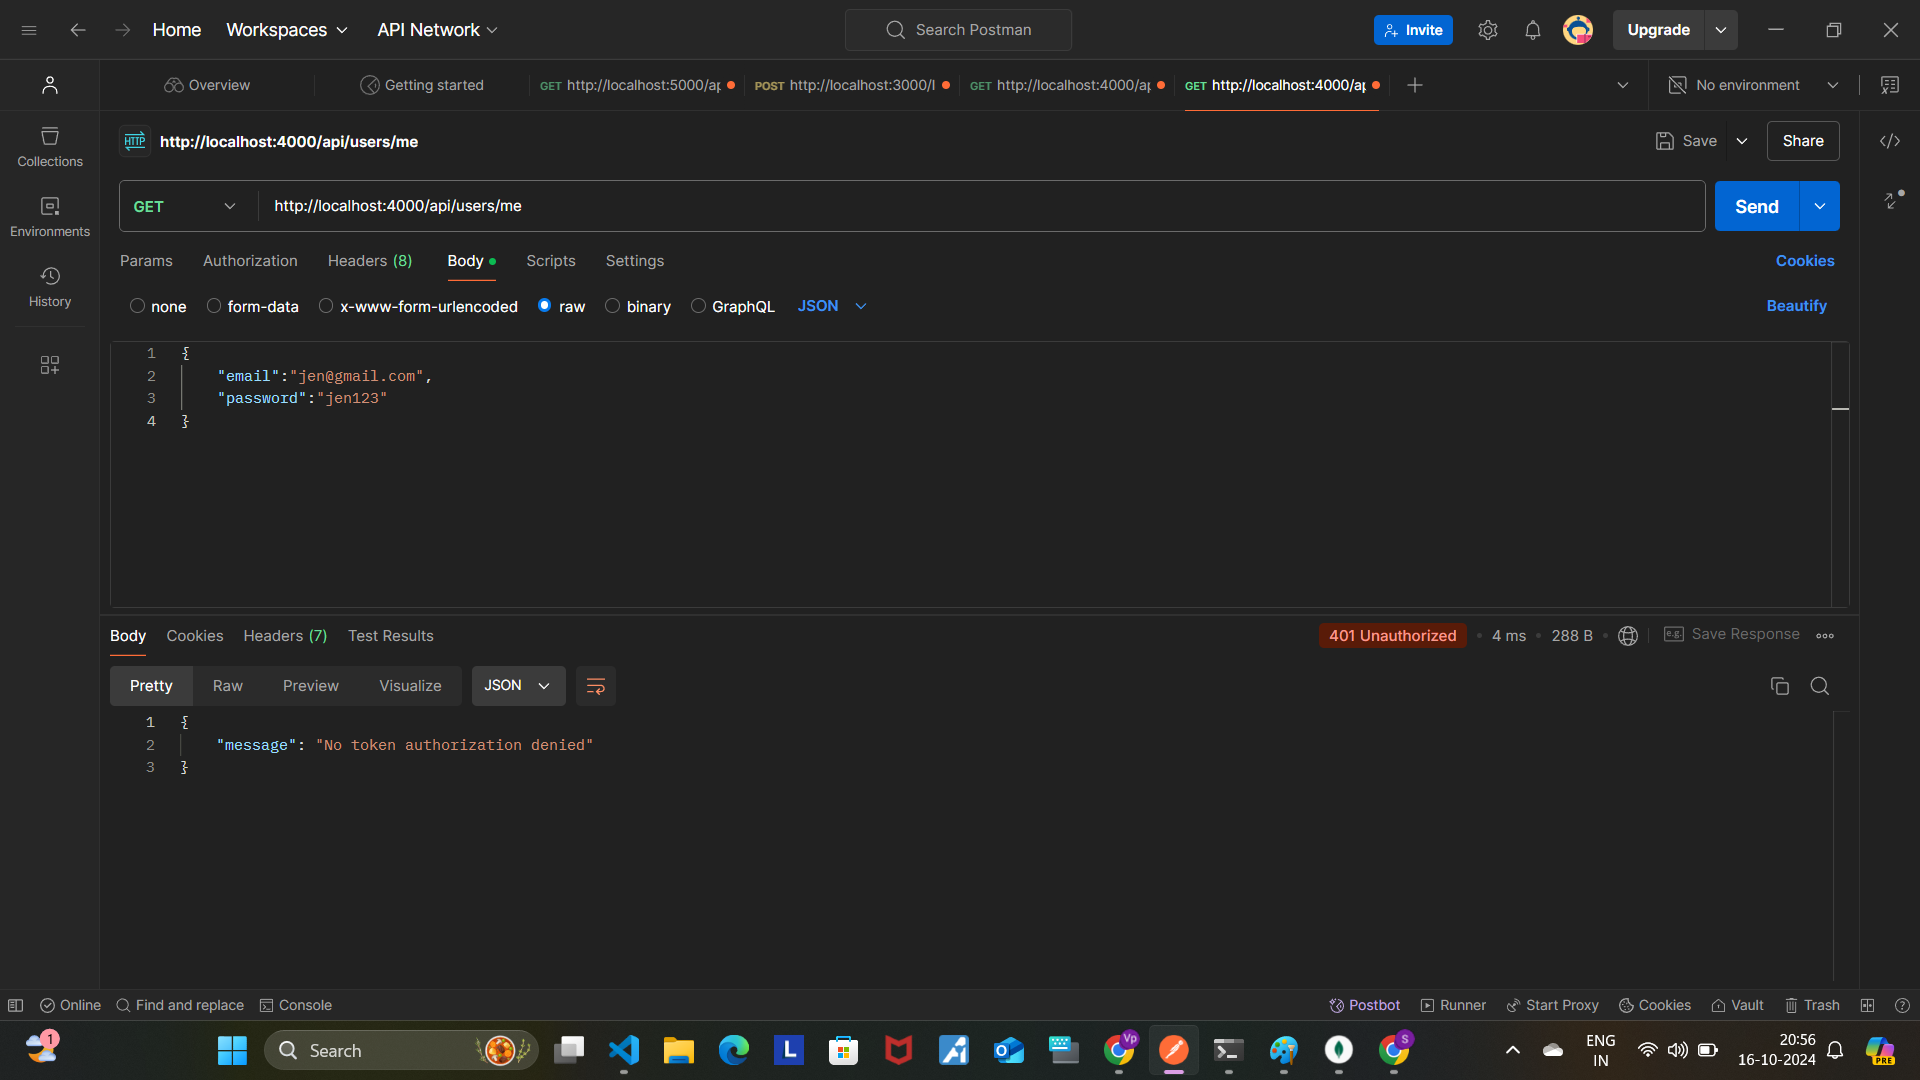 Home Workspaces API Network Search Postman Invite Upgrade
Overview Getting started GET http://localhost:5000/ap POST http://localhost:3000/l GET http://localhost:4000/ap GET http://localhost:4000/ap No environment
HTTP http://localhost:4000/api/users/me Save Share
Collections
GET http://localhost:4000/api/users/me Send
Environments
Params Authorization Headers (8) Body Scripts Settings Cookies
History
none form-data x-www-form-urlencoded raw binary GraphQL JSON Beautify
1 {
2 "email":"jen@gmail.com",
3 "password":"jen123"
4 }
Body Cookies Headers (7) Test Results 401 Unauthorized 4 ms 288 B e.g. Save Response
Pretty Raw Preview Visualize JSON
1 {
2 "message": "No token authorization denied"
3 }
Online Find and replace Console Postbot Runner Start Proxy Cookies Vault Trash
1 Search L Vp S PRE
ENG
IN
20:56
16-10-2024